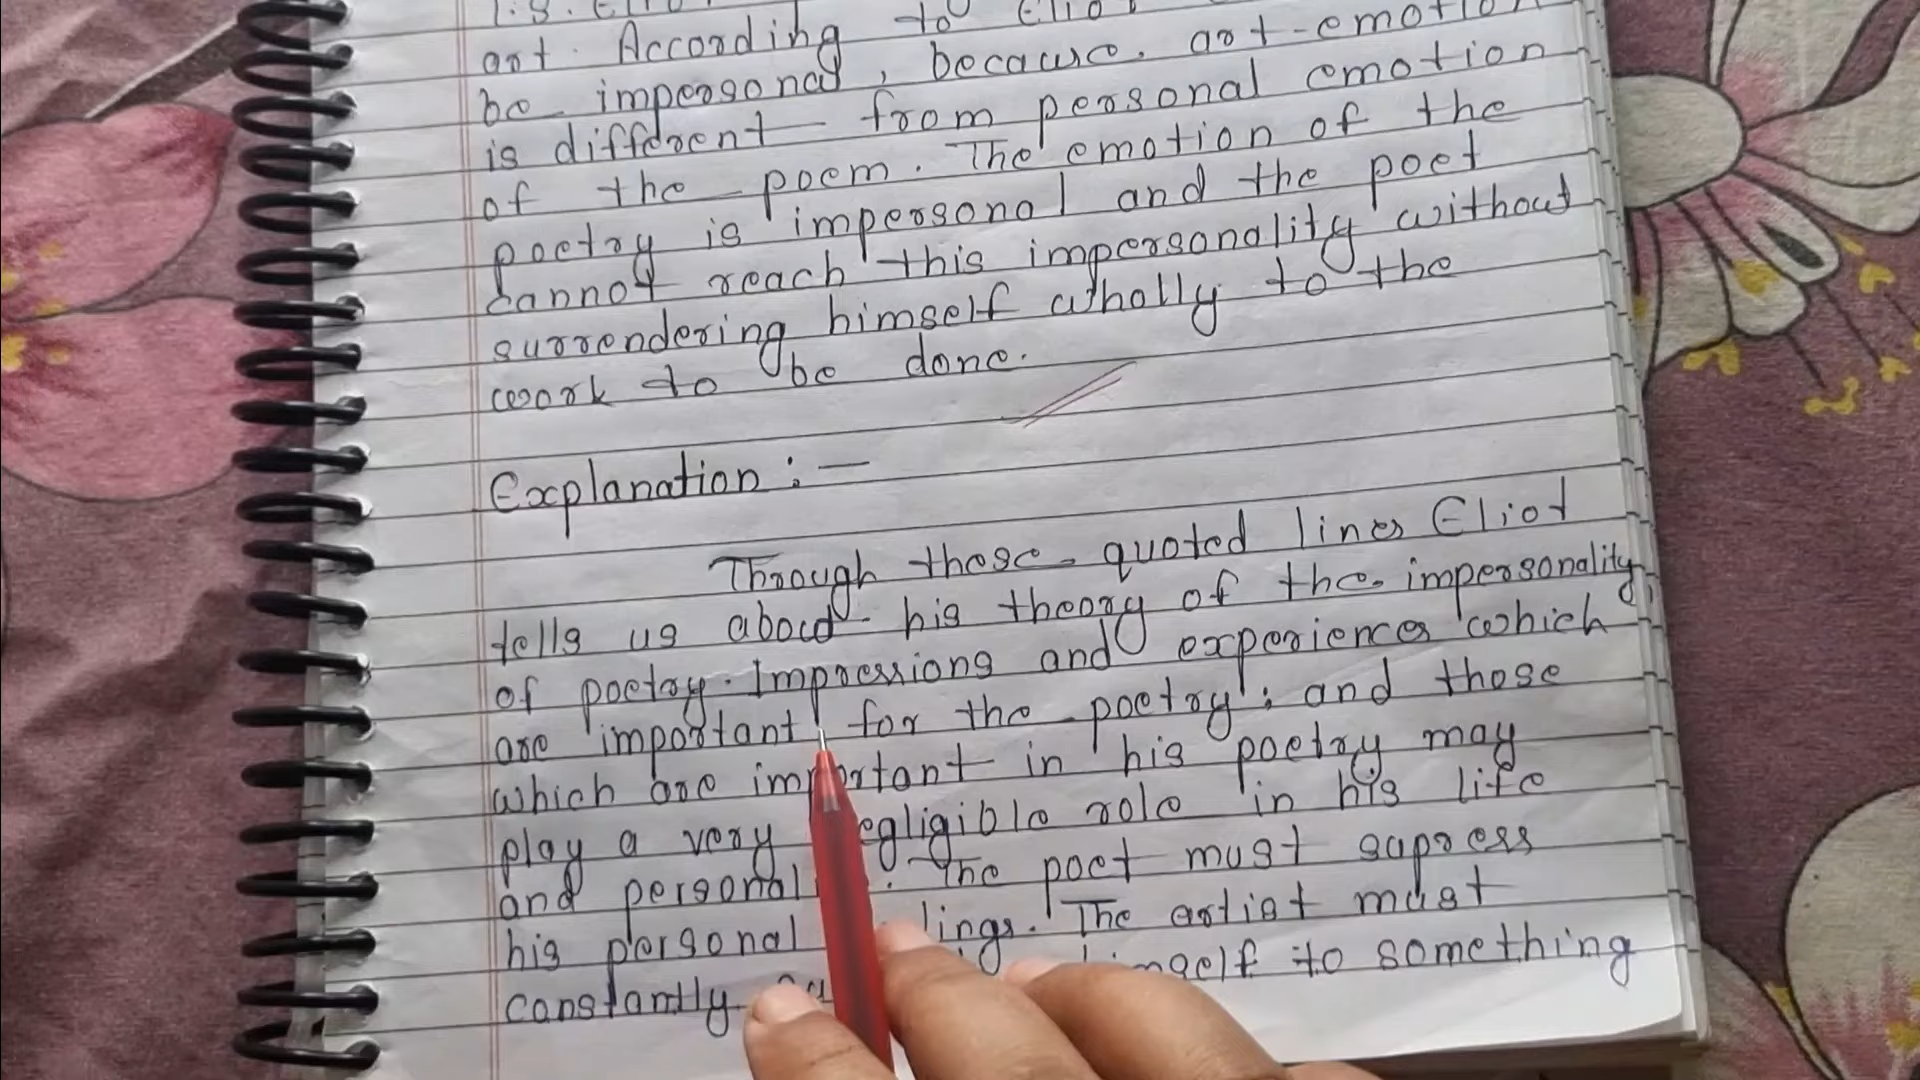 art. According to
be impersonal, because art-emotion
is different from personal emotion
of the poem. The emotion of the
poetry is impersonal and the poet
cannot reach this impersonality without
surrendering himself wholly to the
work to be done.
Explanation :-
Through these quoted lines Eliot
tells us about his theory of the impersonality
of poetry. Impressions and experiences which
are important for the poetry; and those
which are important in his poetry may
play a very negligible role in his life
and personal . The poet must supress
his personal . The artist must
constantly himself to something